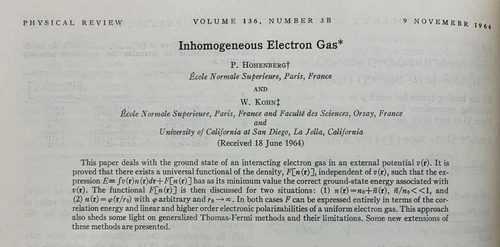 PHYSICAL REVIEW VOLUME 136, NUMBER 3B 9 NOVEMBER 1964
Inhomogeneous Electron Gas*
P. HOHENBERG†
École Normale Superieure, Paris, France
AND
W. KOHN‡
École Normale Superieure, Paris, France and Faculté des Sciences, Orsay, France
and
University of California at San Diego, La Jolla, California
(Received 18 June 1964)
This paper deals with the ground state of an interacting electron gas in an external potential v(r). It is
proved that there exists a universal functional of the density, F[n(r)], independent of v(r), such that the ex-
pression E≡∫v(r)n(r)dr+F[n(r)] has as its minimum value the correct ground-state energy associated with
v(r). The functional F[n(r)] is then discussed for two situations: (1) n(r)=n₀+ñ(r), ñ/n₀<<1, and
(2) n(r)=φ(r/r₀) with φ arbitrary and r₀→∞. In both cases F can be expressed entirely in terms of the cor-
relation energy and linear and higher order electronic polarizabilities of a uniform electron gas. This approach
also sheds some light on generalized Thomas-Fermi methods and their limitations. Some new extensions of
these methods are presented.